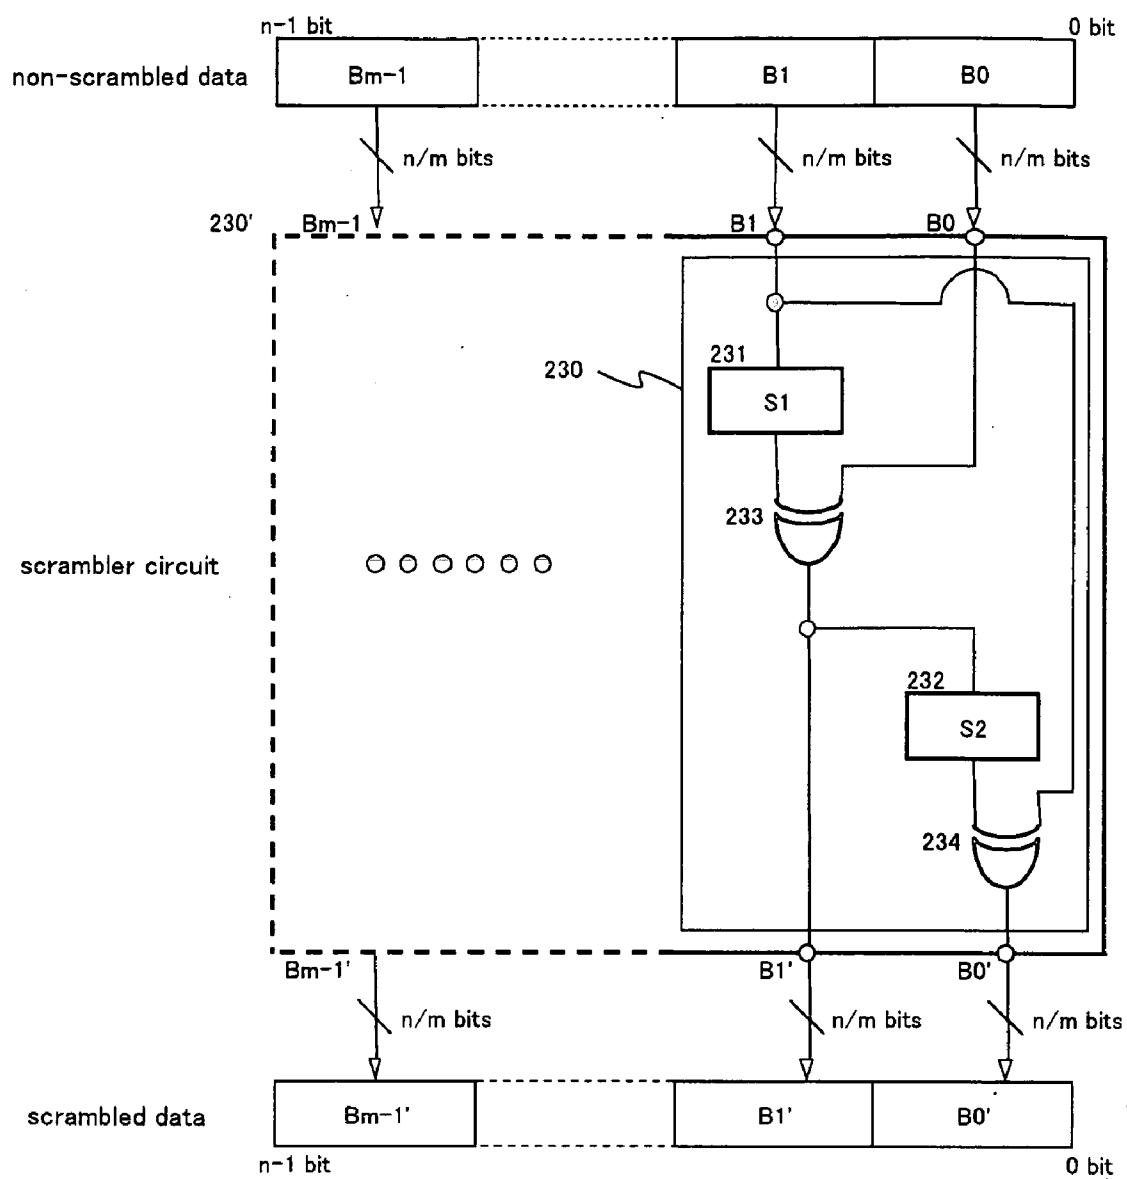 n-1 bit 0 bit
non-scrambled data Bm-1 B1 B0
n/m bits n/m bits n/m bits
230' Bm-1 B1 B0
231
230
S1
233
scrambler circuit
232
S2
234
Bm-1' B1' B0'
n/m bits n/m bits n/m bits
scrambled data Bm-1' B1' B0'
n-1 bit 0 bit